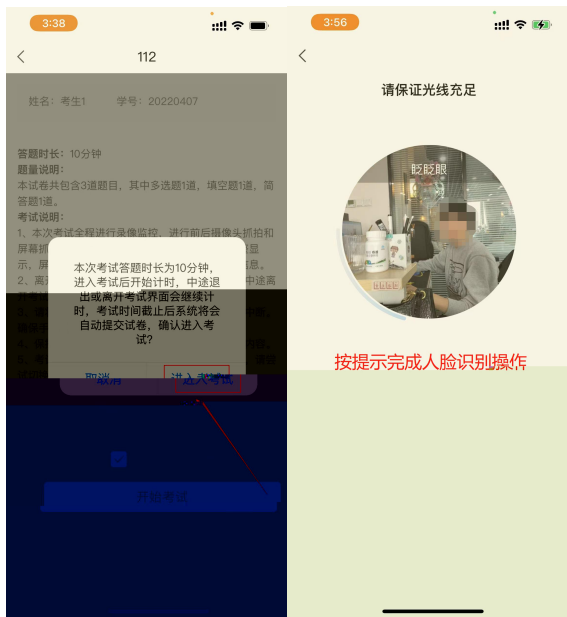 3:38
112
姓名：考生1 学号：20220407
答题时长：10分钟
题量说明：
本试卷共包含3道题目，其中多选题1道，填空题1道，简
答题1道。
考试说明：
1、本次考试全程进行录像监控，进行前后摄像头抓拍和
屏幕抓
示，屏
2、离
本次考试答题时长为10分钟，
进入考试后开始计时，中途退
出或离开考试界面会继续计
时，考试时间截止后系统将会
自动提交试卷，确认进入考
试？
取消 进入考试
开始考试
3:56
请保证光线充足
眨眨眼
按提示完成人脸识别操作